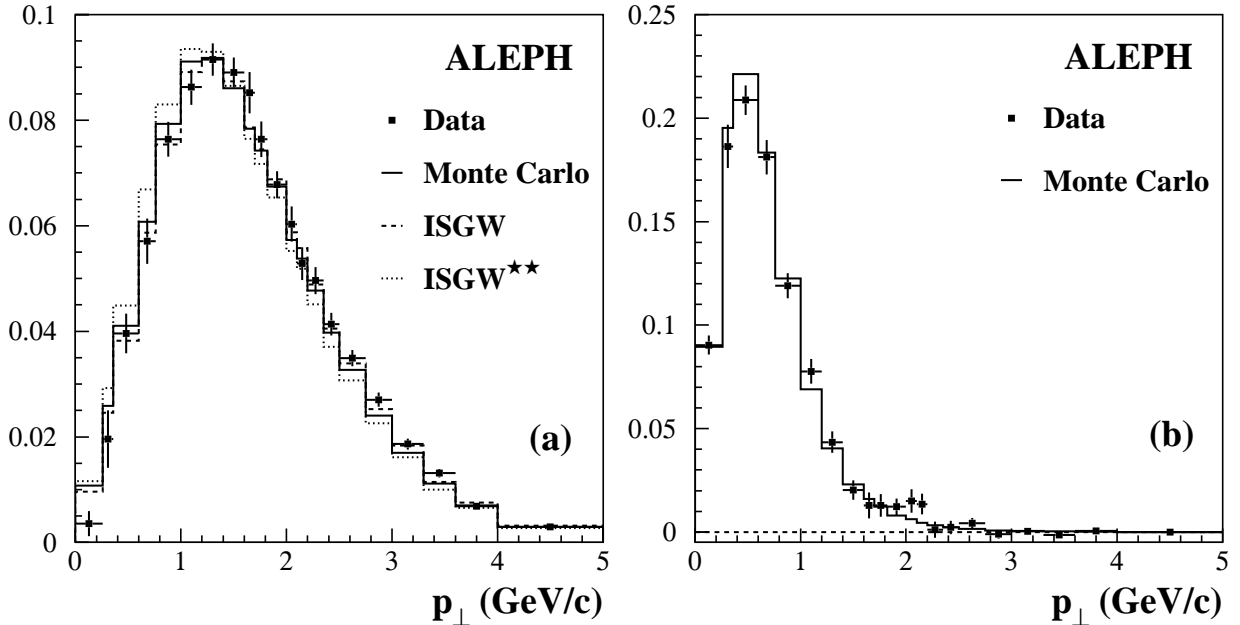 ALEPH
Data
Monte Carlo
ISGW
ISGW★★
(a)
0.1
0.08
0.06
0.04
0.02
0
0 1 2 3 4 5
p⊥ (GeV/c)
ALEPH
Data
Monte Carlo
(b)
0.25
0.2
0.15
0.1
0.05
0
0 1 2 3 4 5
p⊥ (GeV/c)